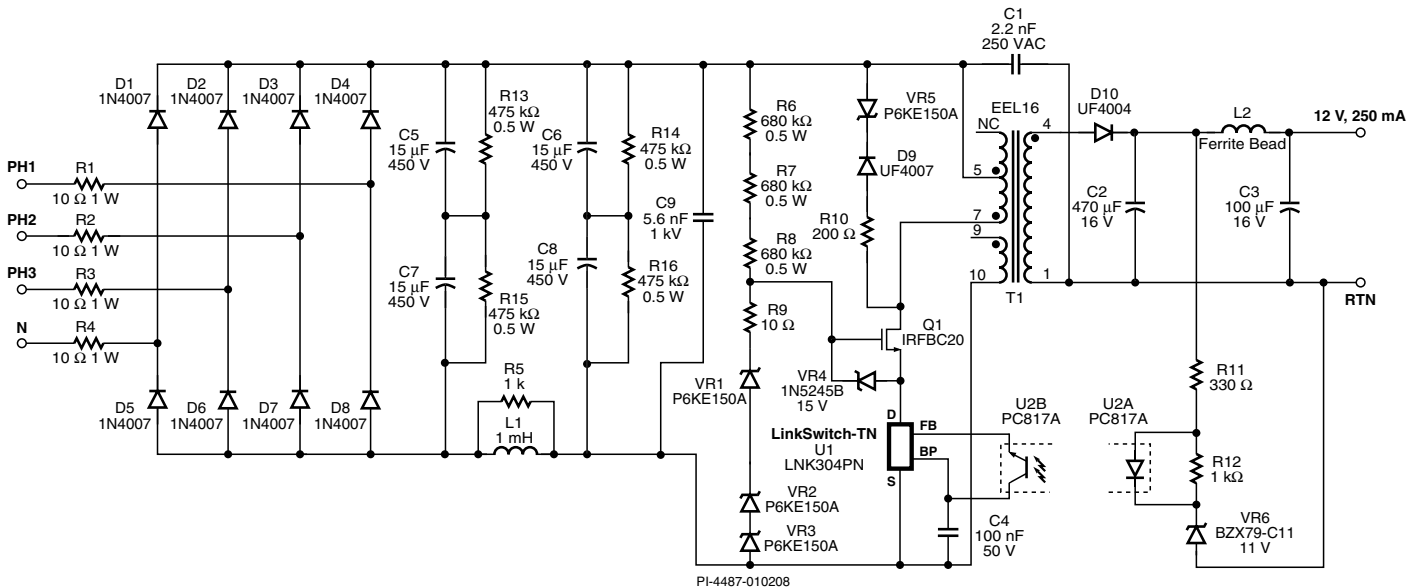 C1
2.2 nF
250 VAC
D1
1N4007
D2
1N4007
D3
1N4007
D4
1N4007
R13
475 kΩ
0.5 W
C5
15 µF
450 V
C6
15 µF
450 V
R14
475 kΩ
0.5 W
R6
680 kΩ
0.5 W
VR5
P6KE150A
EEL16
NC
4
D10
UF4004
L2
Ferrite Bead
12 V, 250 mA
PH1
R1
10 Ω 1 W
R7
680 kΩ
0.5 W
D9
UF4007
5
C9
5.6 nF
1 kV
C2
470 µF
16 V
C3
100 µF
16 V
PH2
R2
10 Ω 1 W
R10
200 Ω
7
9
R8
680 kΩ
0.5 W
C8
15 µF
450 V
R16
475 kΩ
0.5 W
PH3
R3
10 Ω 1 W
C7
15 µF
450 V
R15
475 kΩ
0.5 W
10
1
T1
RTN
N
R4
10 Ω 1 W
R9
10 Ω
Q1
IRFBC20
R5
1 k
L1
1 mH
VR1
P6KE150A
VR4
1N5245B
15 V
R11
330 Ω
D5
1N4007
D6
1N4007
D7
1N4007
D8
1N4007
D
FB
BP
S
LinkSwitch-TN
U1
LNK304PN
U2B
PC817A
U2A
PC817A
R12
1 kΩ
VR2
P6KE150A
VR3
P6KE150A
C4
100 nF
50 V
VR6
BZX79-C11
11 V
PI-4487-010208